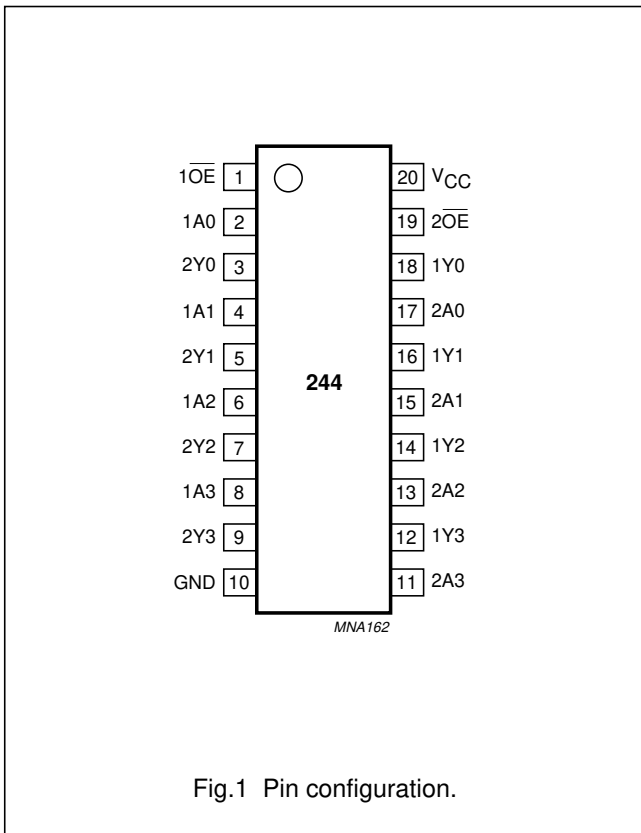 1O̅E̅ 1 20 VCC
1A0 2 19 2O̅E̅
2Y0 3 18 1Y0
1A1 4 17 2A0
2Y1 5 16 1Y1
244
1A2 6 15 2A1
2Y2 7 14 1Y2
1A3 8 13 2A2
2Y3 9 12 1Y3
GND 10 11 2A3
MNA162
Fig.1 Pin configuration.